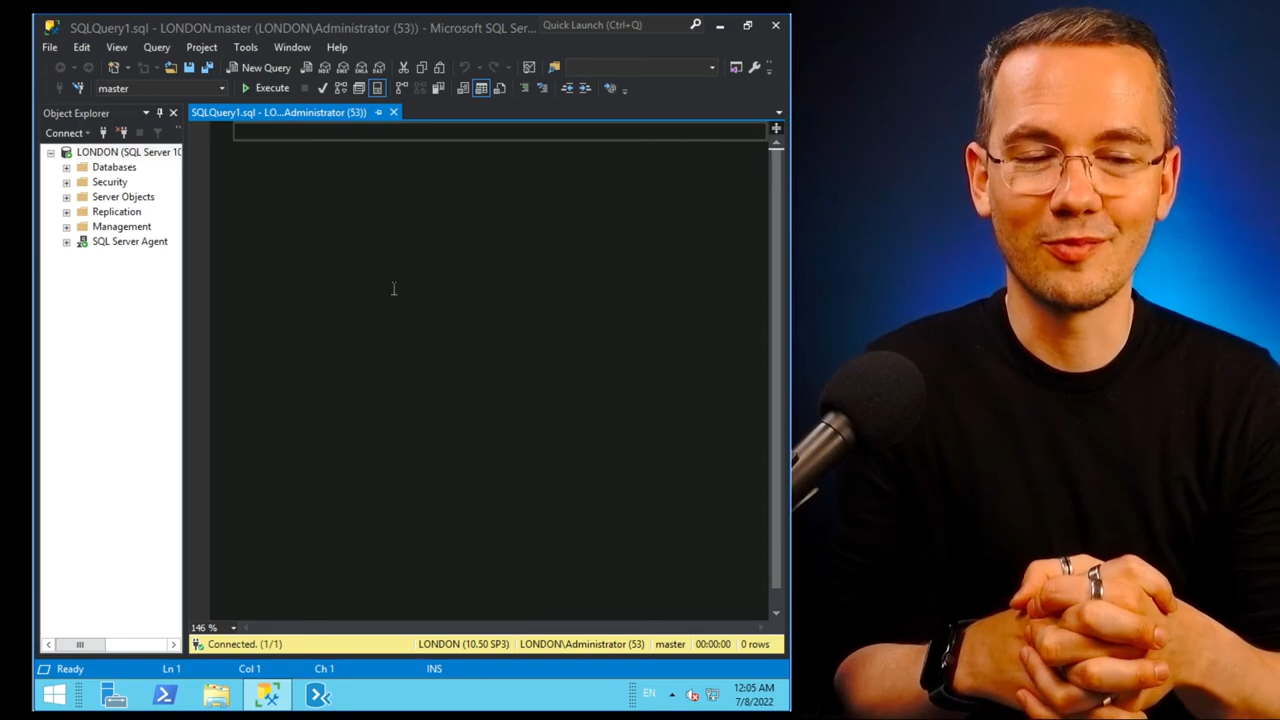 SQLQuery1.sql - LONDON.master (LONDON\Administrator (53)) - Microsoft SQL Ser...
Quick Launch (Ctrl+Q)
File Edit View Query Project Tools Window Help
New Query
master
Execute
Object Explorer
SQLQuery1.sql - LO...Administrator (53))
Connect
LONDON (SQL Server 10
Databases
Security
Server Objects
Replication
Management
SQL Server Agent
146 %
Connected. (1/1)
LONDON (10.50 SP3)
LONDON\Administrator (53)
master
00:00:00
0 rows
Ready
Ln 1
Col 1
Ch 1
INS
EN
12:05 AM
7/8/2022